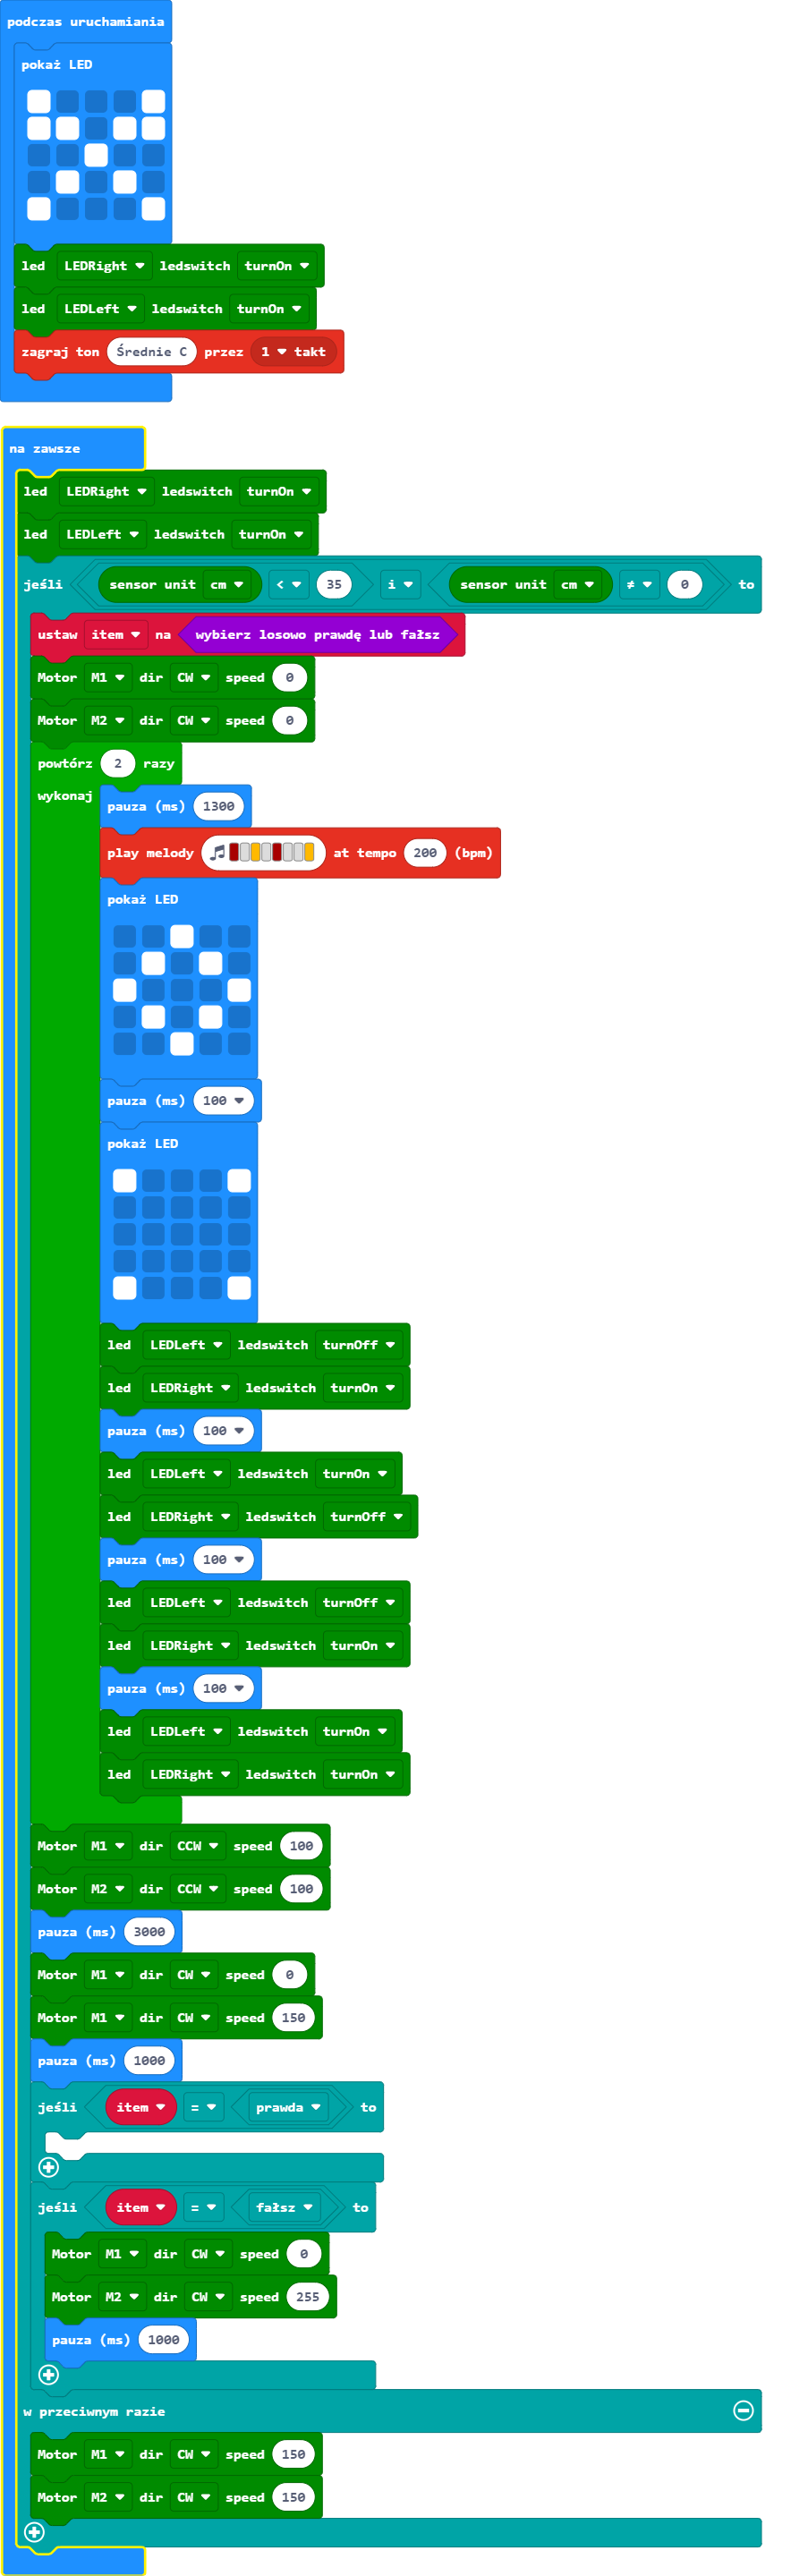 podczas uruchamiania
pokaż LED
led LEDRight ledswitch turnOn
led LEDLeft ledswitch turnOn
zagraj ton Średnie C przez 1 takt
na zawsze
led LEDRight ledswitch turnOn
led LEDLeft ledswitch turnOn
jeśli sensor unit cm < 35 i sensor unit cm ≠ 0 to
ustaw item na wybierz losowo prawdę lub fałsz
Motor M1 dir CW speed 0
Motor M2 dir CW speed 0
powtórz 2 razy
wykonaj
pauza (ms) 1300
play melody at tempo 200 (bpm)
pokaż LED
pauza (ms) 100
pokaż LED
led LEDLeft ledswitch turnOff
led LEDRight ledswitch turnOn
pauza (ms) 100
led LEDLeft ledswitch turnOn
led LEDRight ledswitch turnOff
pauza (ms) 100
led LEDLeft ledswitch turnOff
led LEDRight ledswitch turnOn
pauza (ms) 100
led LEDLeft ledswitch turnOn
led LEDRight ledswitch turnOn
Motor M1 dir CCW speed 100
Motor M2 dir CCW speed 100
pauza (ms) 3000
Motor M1 dir CW speed 0
Motor M1 dir CW speed 150
pauza (ms) 1000
jeśli item = prawda to
jeśli item = fałsz to
Motor M1 dir CW speed 0
Motor M2 dir CW speed 255
pauza (ms) 1000
w przeciwnym razie
Motor M1 dir CW speed 150
Motor M2 dir CW speed 150